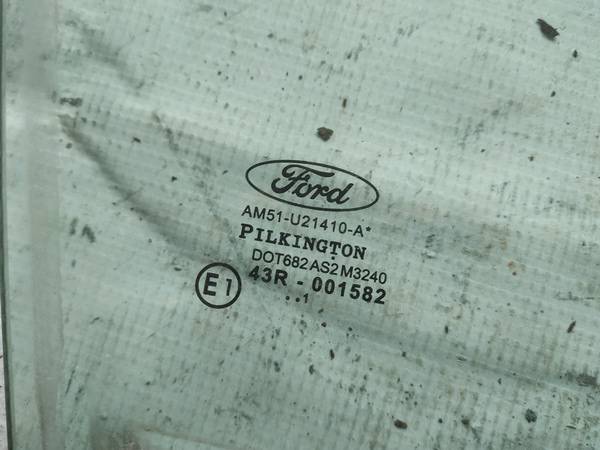 Ford
AM51-U21410-A*
PILKINGTON
DOT682 AS2 M3240
E1 43R - 001582
..1